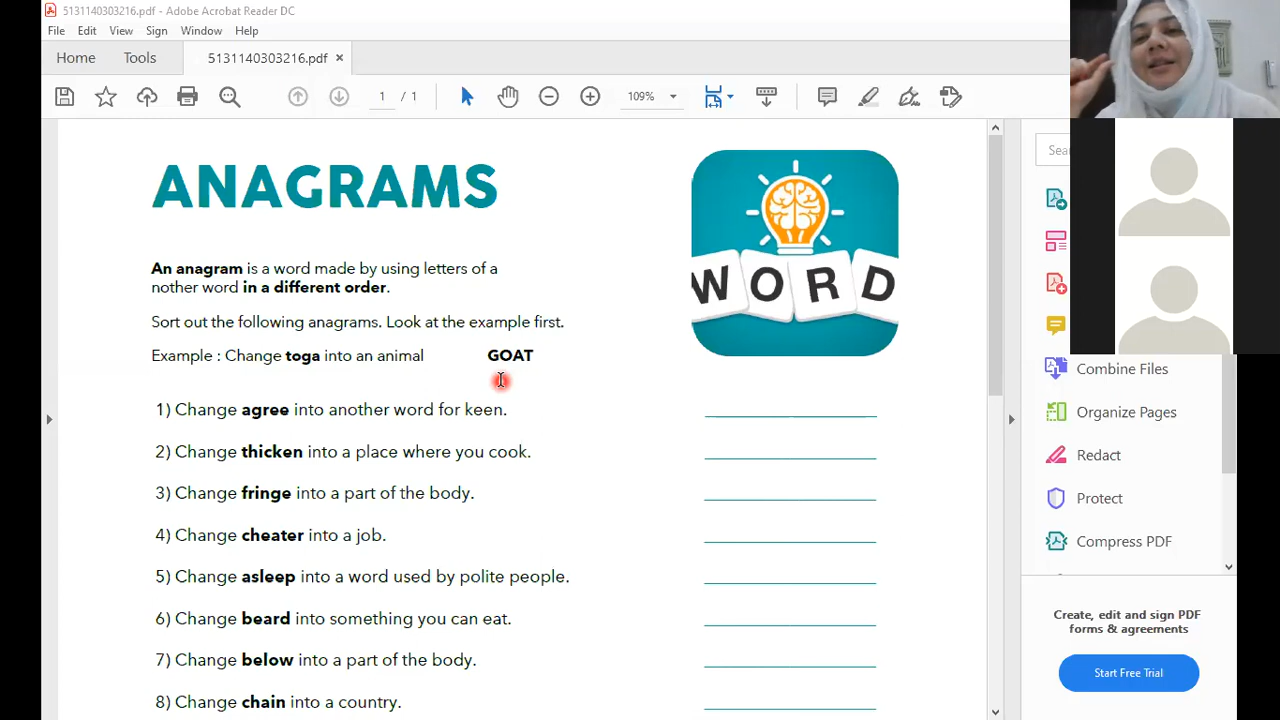 5131140303216.pdf - Adobe Acrobat Reader DC
File Edit View Sign Window Help
Home Tools 5131140303216.pdf ×
1 / 1 109%
ANAGRAMS
An anagram is a word made by using letters of a
nother word in a different order.
Sort out the following anagrams. Look at the example first.
Example : Change toga into an animal GOAT
WORD
1) Change agree into another word for keen.
2) Change thicken into a place where you cook.
3) Change fringe into a part of the body.
4) Change cheater into a job.
5) Change asleep into a word used by polite people.
6) Change beard into something you can eat.
7) Change below into a part of the body.
8) Change chain into a country.
Sea
Combine Files
Organize Pages
Redact
Protect
Compress PDF
Create, edit and sign PDF
forms & agreements
Start Free Trial